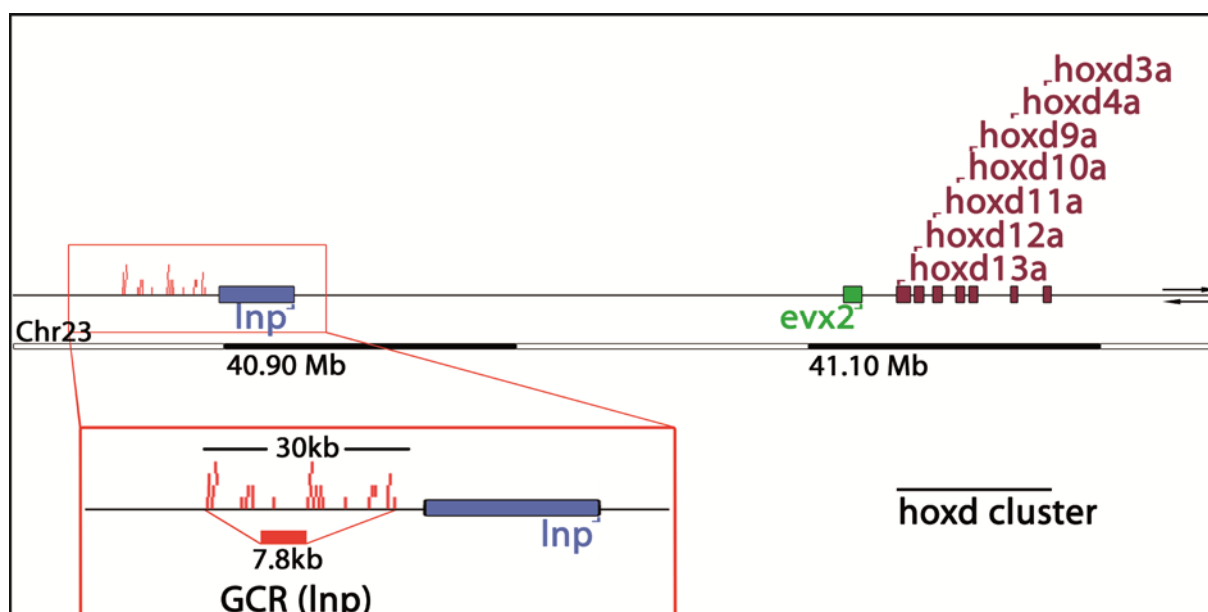 hoxd3a
hoxd4a
hoxd9a
hoxd10a
hoxd11a
hoxd12a
hoxd13a
lnp
evx2
Chr23
40.90 Mb
41.10 Mb
30kb
lnp
7.8kb
GCR (lnp)
hoxd cluster